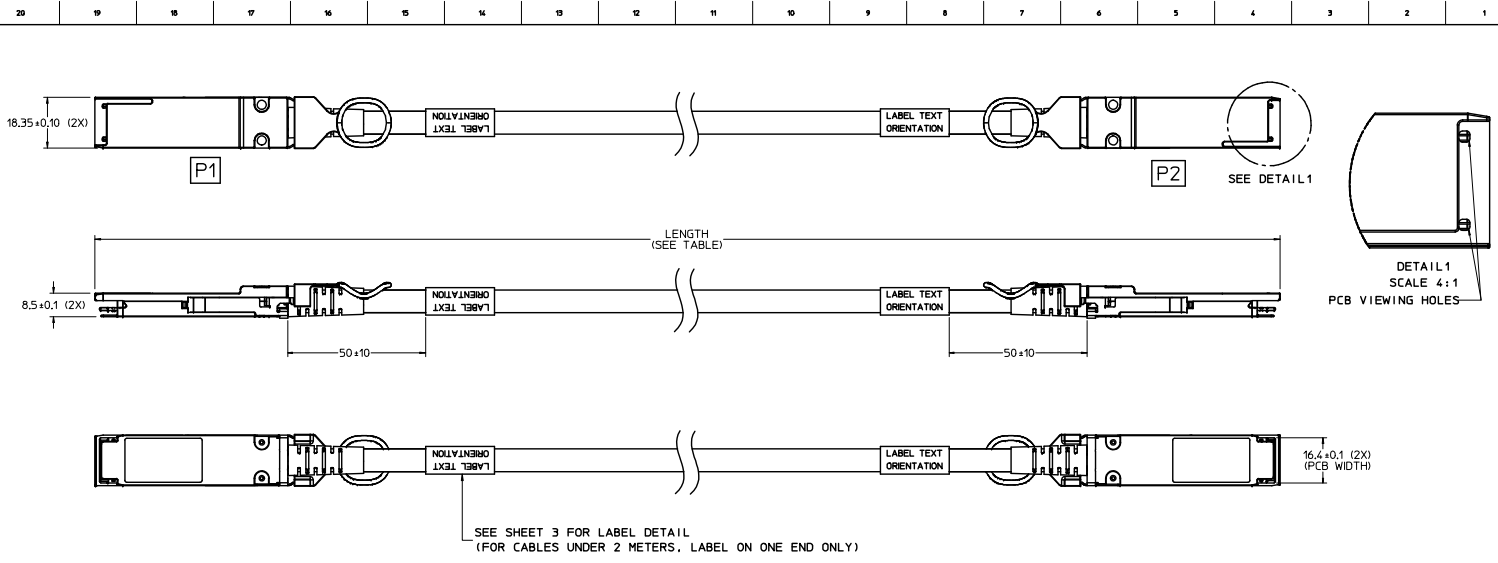 20 19 18 17 16 15 14 13 12 11 10 9 8 7 6 5 4 3 2 1
18.35±0.10 (2X)
LABEL TEXT
ORIENTATION
LABEL TEXT
ORIENTATION
P1
P2
SEE DETAIL1
LENGTH
(SEE TABLE)
DETAIL1
SCALE 4:1
PCB VIEWING HOLES
8.5±0.1 (2X)
LABEL TEXT
ORIENTATION
LABEL TEXT
ORIENTATION
50±10
50±10
LABEL TEXT
ORIENTATION
LABEL TEXT
ORIENTATION
16.4±0.1 (2X)
(PCB WIDTH)
SEE SHEET 3 FOR LABEL DETAIL
(FOR CABLES UNDER 2 METERS, LABEL ON ONE END ONLY)